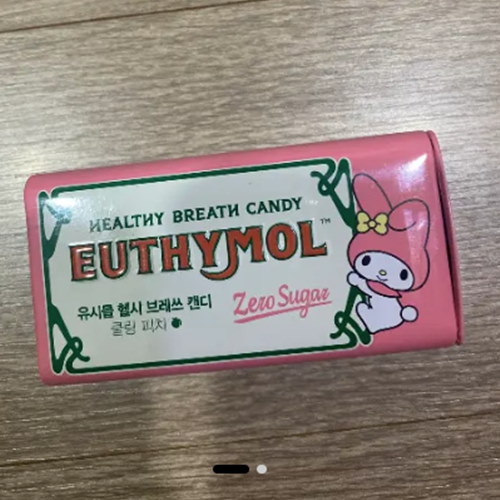 HEALTHY BREATH CANDY
EUTHYMOL™
유시몰 헬시 브레쓰 캔디
쿨링 피치
Zero Sugar